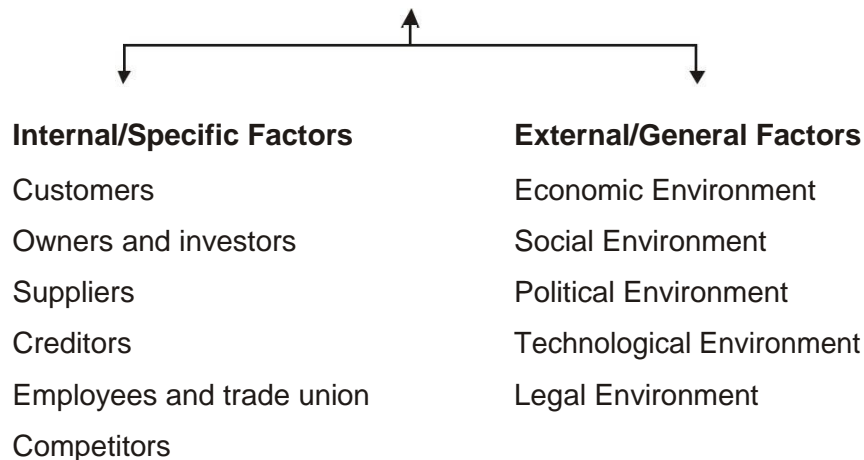 Internal/Specific Factors
Customers
Owners and investors
Suppliers
Creditors
Employees and trade union
Competitors
External/General Factors
Economic Environment
Social Environment
Political Environment
Technological Environment
Legal Environment